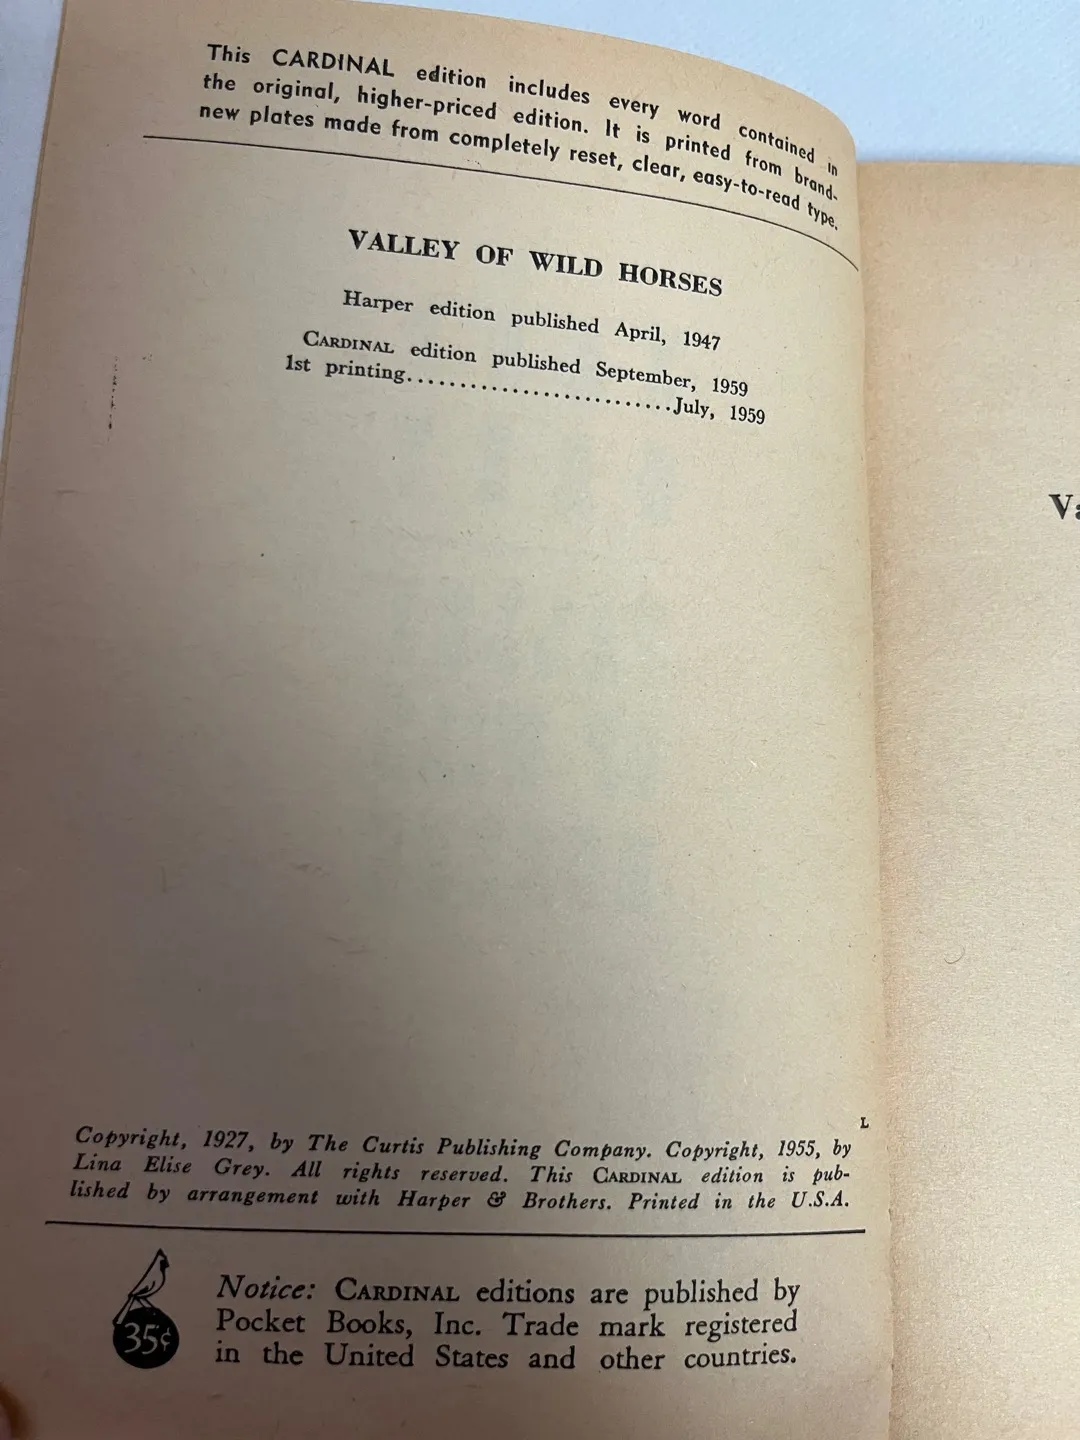 This CARDINAL edition includes every word contained in
the original, higher-priced edition. It is printed from brand-
new plates made from completely reset, clear, easy-to-read type.
VALLEY OF WILD HORSES
Harper edition published April, 1947
CARDINAL edition published September, 1959
1st printing..........................July, 1959
L
Copyright, 1927, by The Curtis Publishing Company. Copyright, 1955, by
Lina Elise Grey. All rights reserved. This CARDINAL edition is pub-
lished by arrangement with Harper & Brothers. Printed in the U.S.A.
35¢
Notice: CARDINAL editions are published by
Pocket Books, Inc. Trade mark registered
in the United States and other countries.